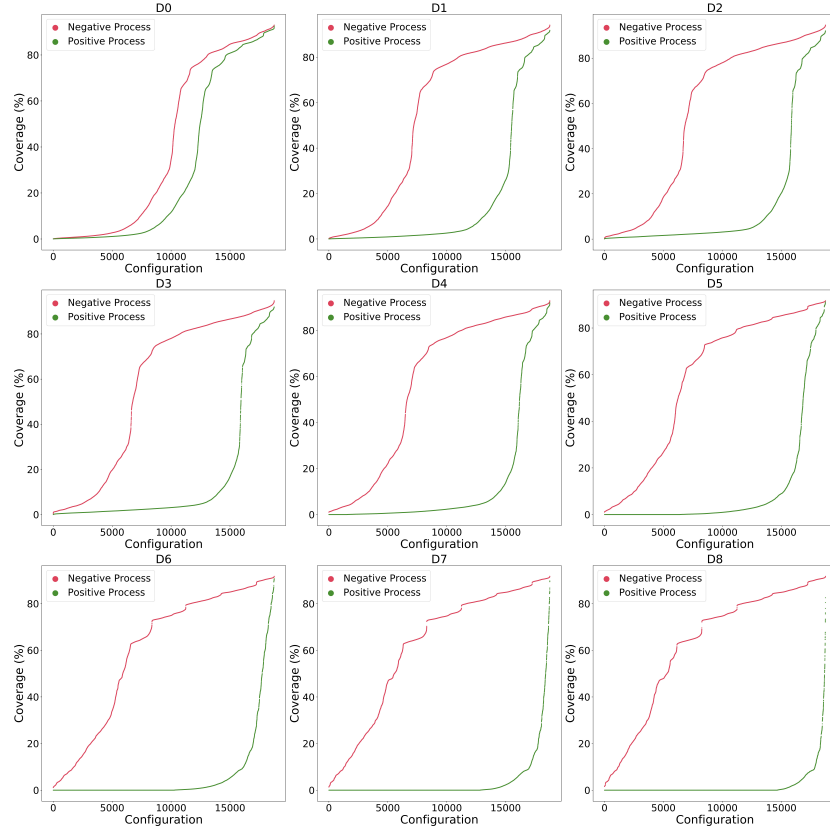 D0
Negative Process
Positive Process
Coverage (%)
80
60
40
20
0
0 5000 10000 15000
Configuration
D1
Negative Process
Positive Process
Coverage (%)
80
60
40
20
0
0 5000 10000 15000
Configuration
D2
Negative Process
Positive Process
Coverage (%)
80
60
40
20
0
0 5000 10000 15000
Configuration
D3
Negative Process
Positive Process
Coverage (%)
80
60
40
20
0
0 5000 10000 15000
Configuration
D4
Negative Process
Positive Process
Coverage (%)
80
60
40
20
0
0 5000 10000 15000
Configuration
D5
Negative Process
Positive Process
Coverage (%)
80
60
40
20
0
0 5000 10000 15000
Configuration
D6
Negative Process
Positive Process
Coverage (%)
80
60
40
20
0
0 5000 10000 15000
Configuration
D7
Negative Process
Positive Process
Coverage (%)
80
60
40
20
0
0 5000 10000 15000
Configuration
D8
Negative Process
Positive Process
Coverage (%)
80
60
40
20
0
0 5000 10000 15000
Configuration